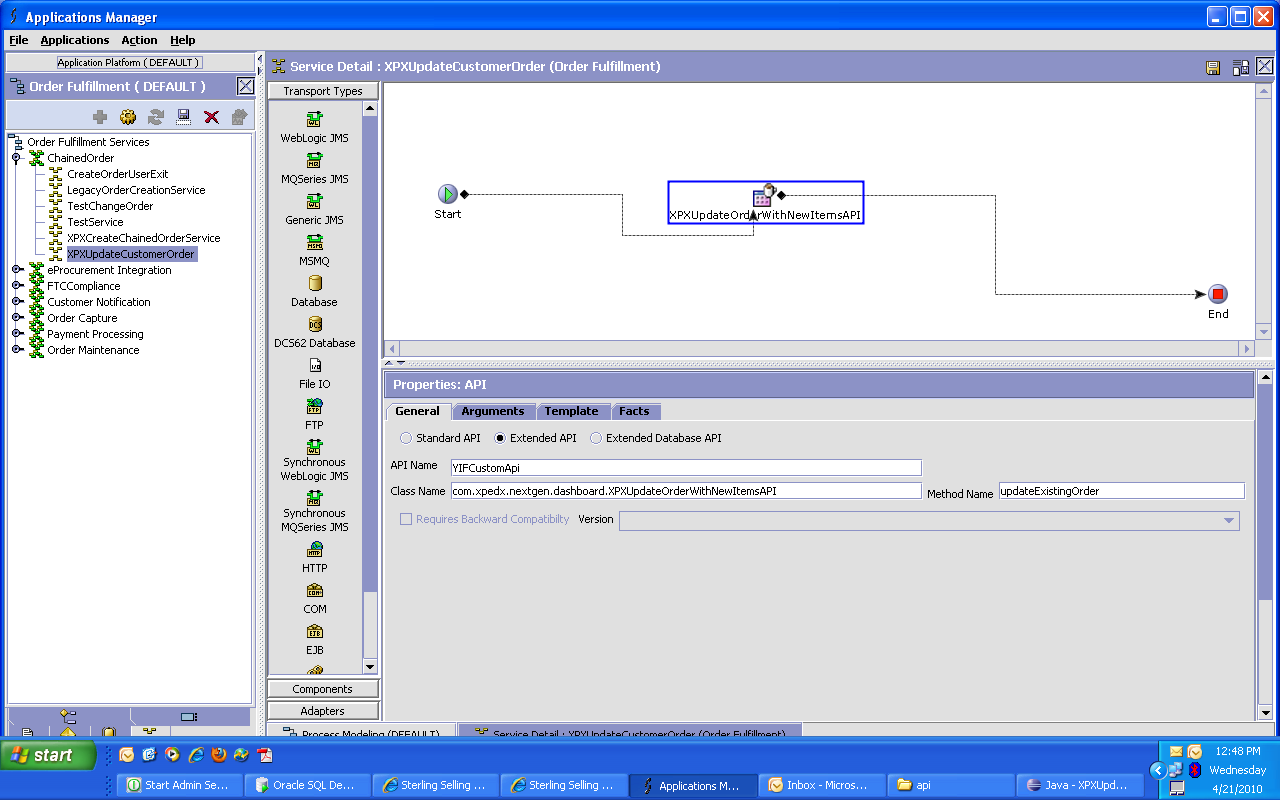 Applications Manager
File Applications Action Help
Application Platform ( DEFAULT )
Order Fulfillment ( DEFAULT )
Order Fulfillment Services
ChainedOrder
CreateOrderUserExit
LegacyOrderCreationService
TestChangeOrder
TestService
XPXCreateChainedOrderService
XPXUpdateCustomerOrder
eProcurement Integration
FTCCompliance
Customer Notification
Order Capture
Payment Processing
Order Maintenance
Service Detail : XPXUpdateCustomerOrder (Order Fulfillment)
Transport Types
WebLogic JMS
MQSeries JMS
Generic JMS
MSMQ
Database
DCS62 Database
File IO
FTP
Synchronous
WebLogic JMS
Synchronous
MQSeries JMS
HTTP
COM
EJB
Components
Adapters
Start
XPXUpdateOrderWithNewItemsAPI
End
Properties: API
General Arguments Template Facts
Standard API Extended API Extended Database API
API Name YIFCustomApi
Class Name com.xpedx.nextgen.dashboard.XPXUpdateOrderWithNewItemsAPI Method Name updateExistingOrder
Requires Backward Compatibilty Version
Process Modeling (DEFAULT) Service Detail : XPXUpdateCustomerOrder (Order Fulfillment)
start
Start Admin Se... Oracle SQL De... Sterling Selling ... Sterling Selling ... Applications M... Inbox - Micros... api Java - XPXUpd...
12:48 PM
Wednesday
4/21/2010